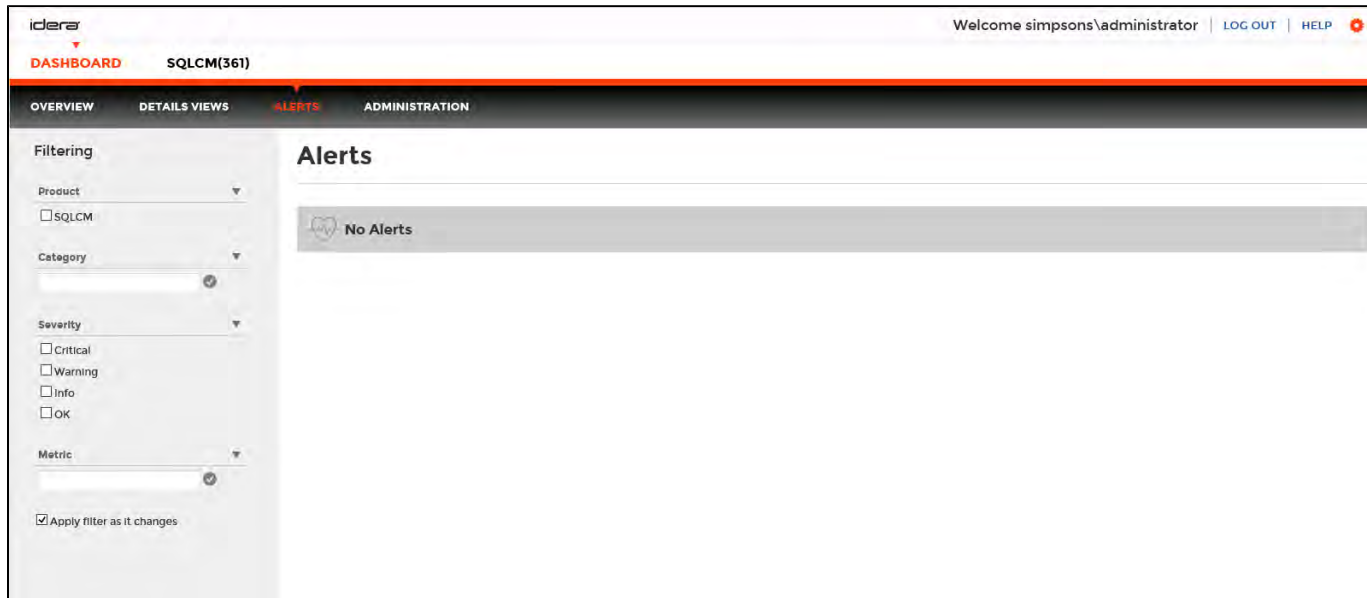 idera
Welcome simpsons\administrator | LOG OUT | HELP
DASHBOARD SQLCM(361)
OVERVIEW DETAILS VIEWS ALERTS ADMINISTRATION
Filtering
Product
SQLCM
Category
Severity
Critical
Warning
Info
OK
Metric
Apply filter as it changes
Alerts
No Alerts